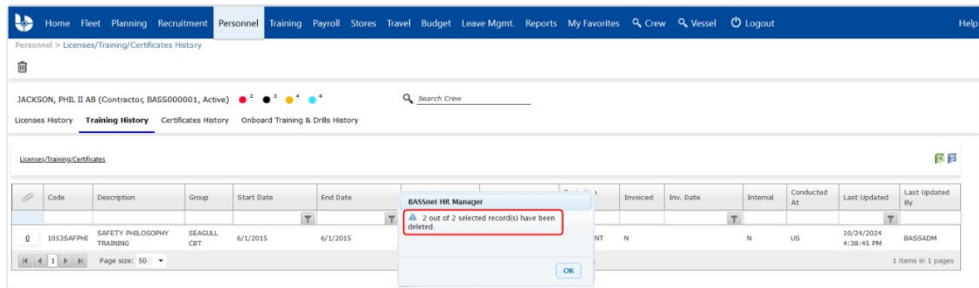 Home Fleet Planning Recruitment Personnel Training Payroll Stores Travel Budget Leave Mgmt. Reports My Favorites Crew Vessel Logout Help
Personnel > Licenses/Training/Certificates History
JACKSON, PHIL II AB (Contractor, BASS000001, Active) 2 3 4 4 Search Crew
Licenses History Training History Certificates History Onboard Training & Drills History
Licenses/Training/Certificates
Code Description Group Start Date End Date Invoiced Inv. Date Internal Conducted At Last Updated Last Updated By
BASSnet HR Manager
2 out of 2 selected record(s) have been
deleted.
OK
0 1053SAFPHI SAFETY PHILOSOPHY TRAINING SEAGULL CBT 6/1/2015 6/1/2015 NT N N US 10/24/2024 4:30:45 PM BASSADM
1 Page size: 50 1 items in 1 pages